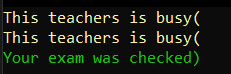 This teachers is busy(
This teachers is busy(
Your exam was checked)